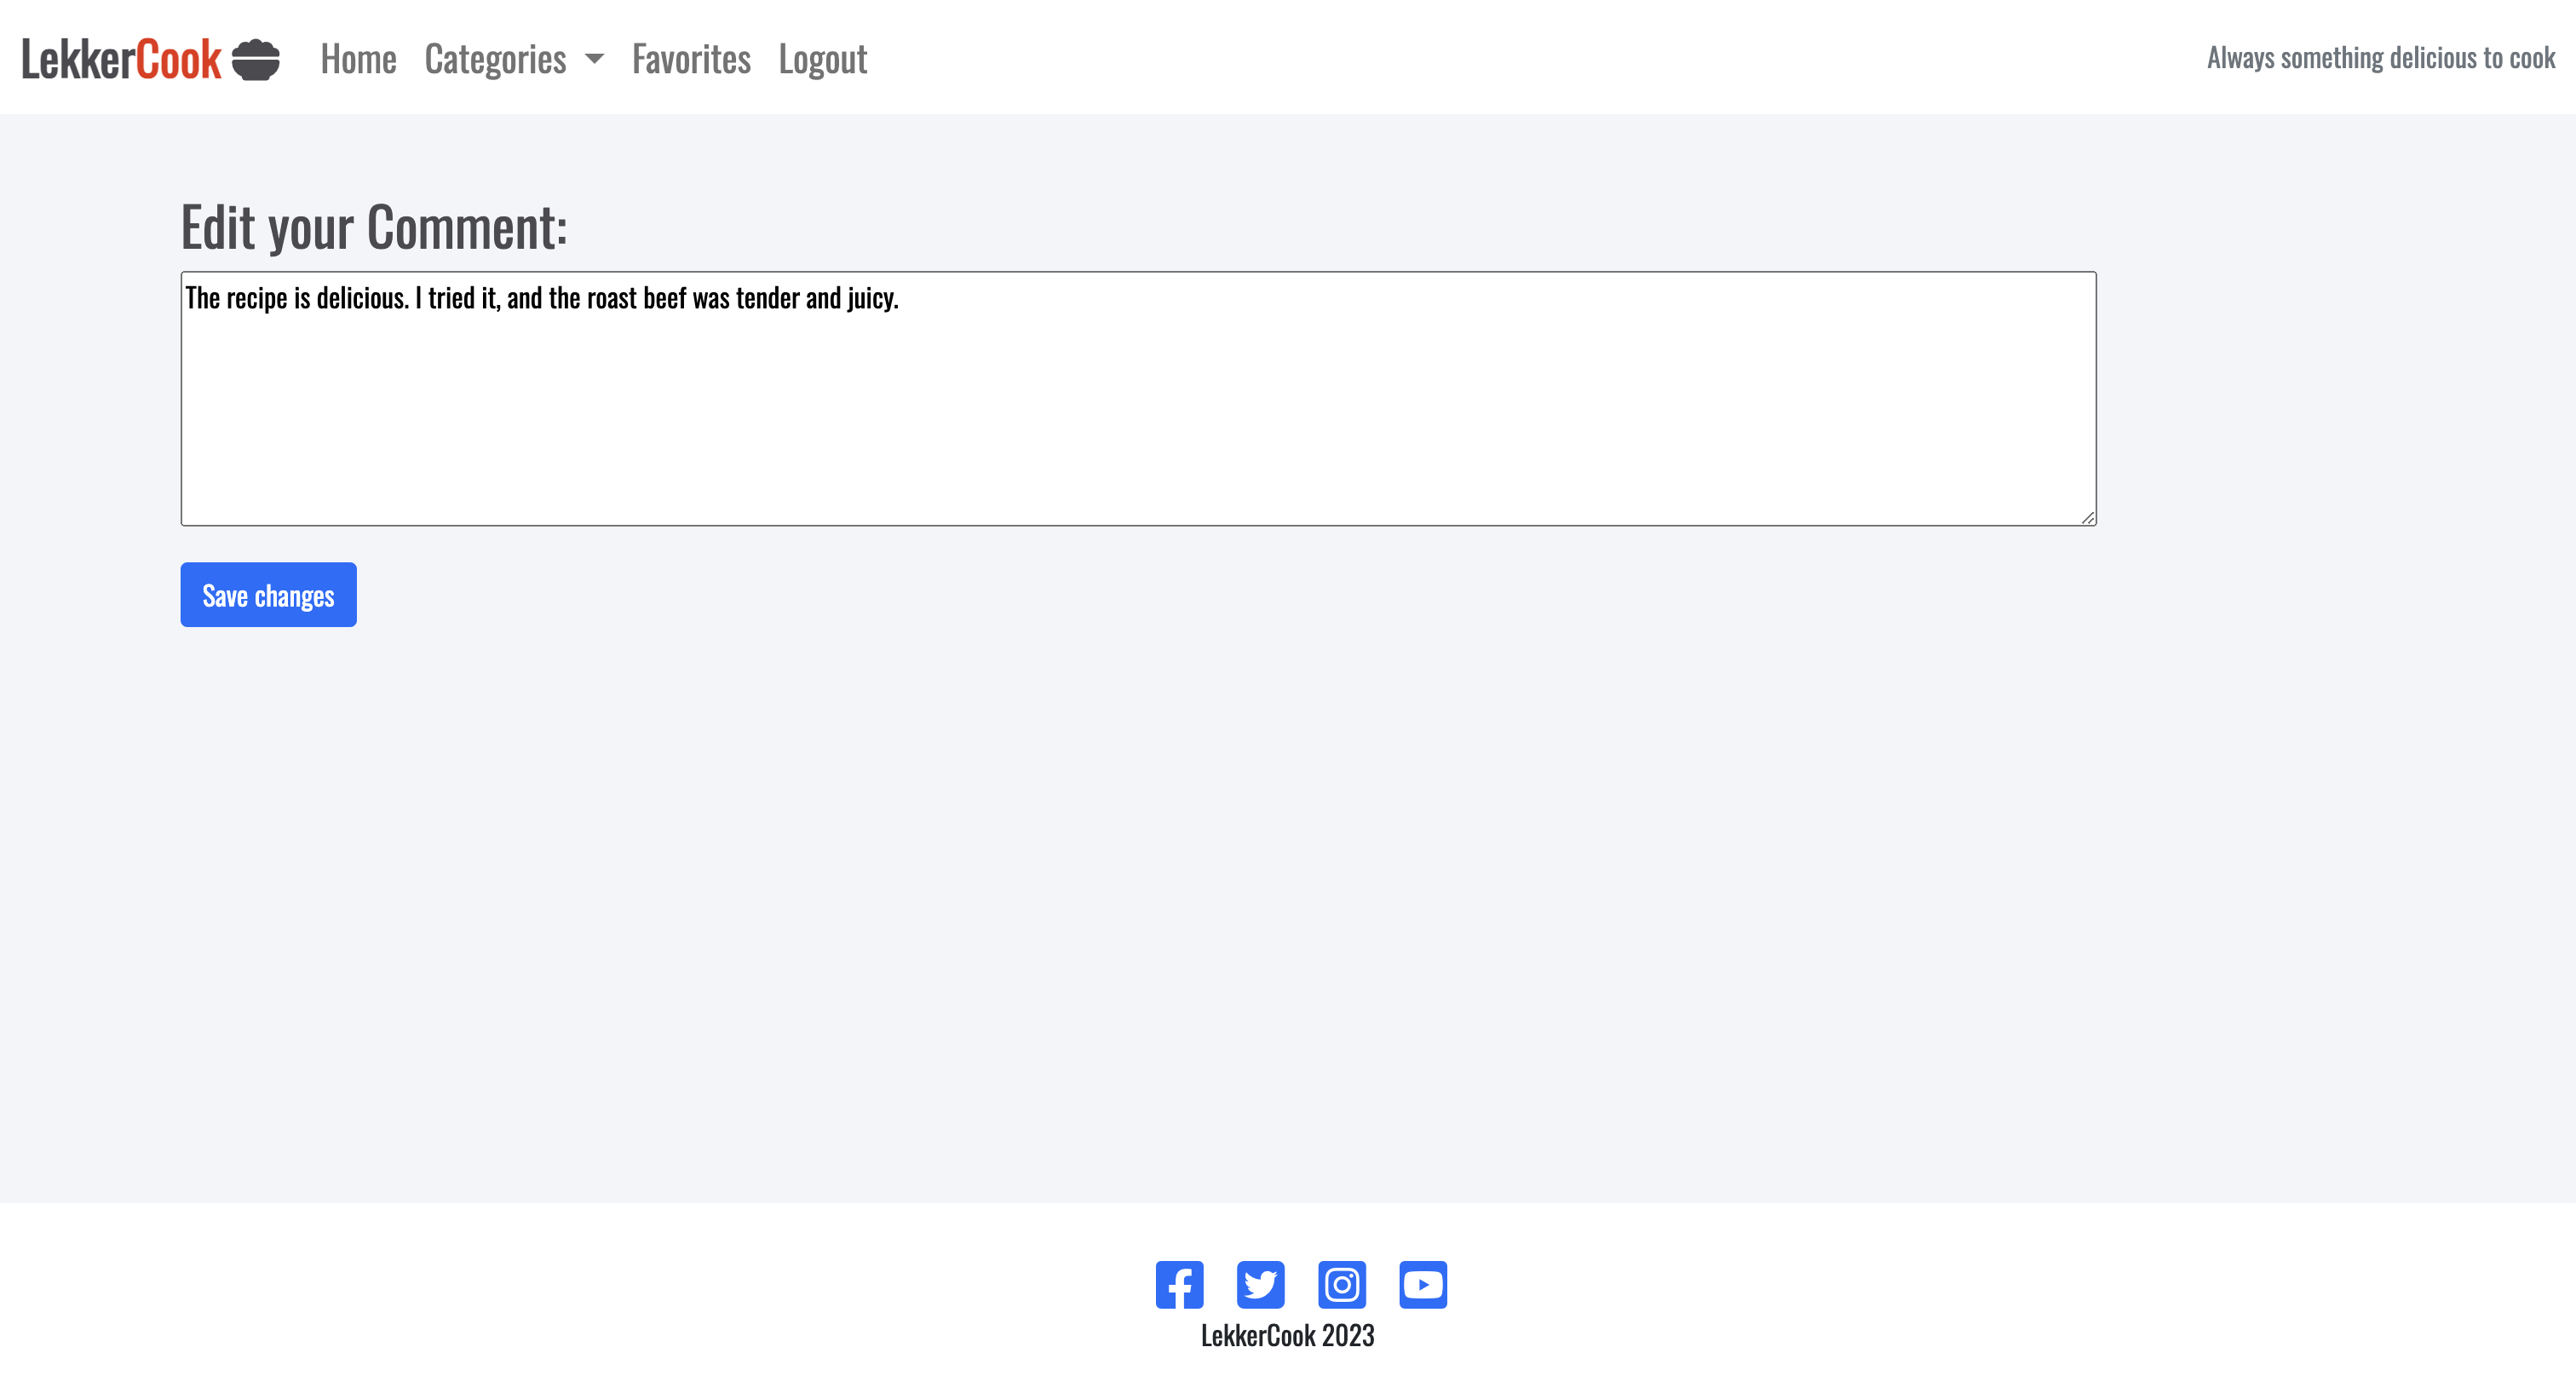 LekkerCook Home Categories Favorites Logout Always something delicious to cook
Edit your Comment:
The recipe is delicious. I tried it, and the roast beef was tender and juicy.
Save changes
LekkerCook 2023